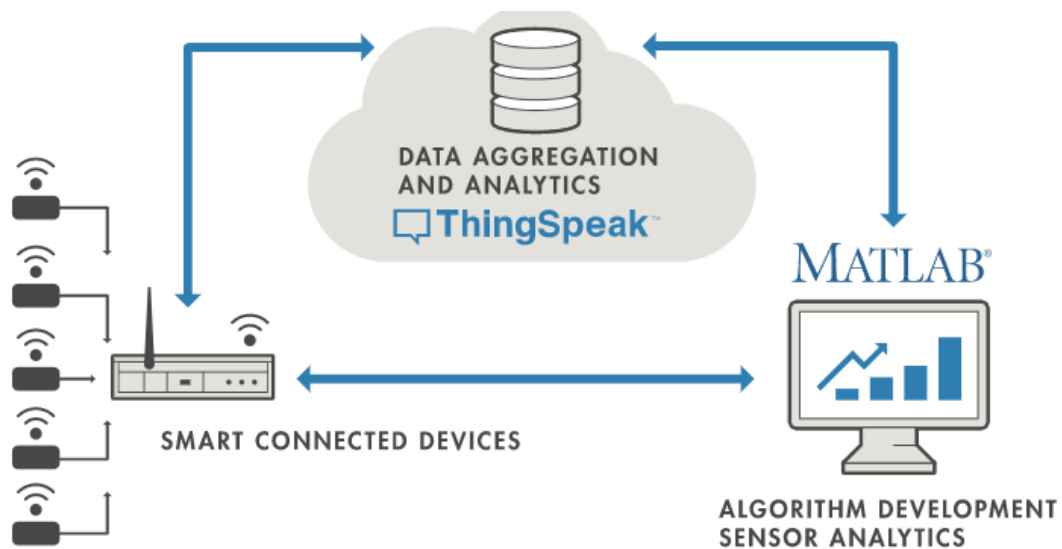 DATA AGGREGATION
AND ANALYTICS
ThingSpeak™
MATLAB®
SMART CONNECTED DEVICES
ALGORITHM DEVELOPMENT
SENSOR ANALYTICS